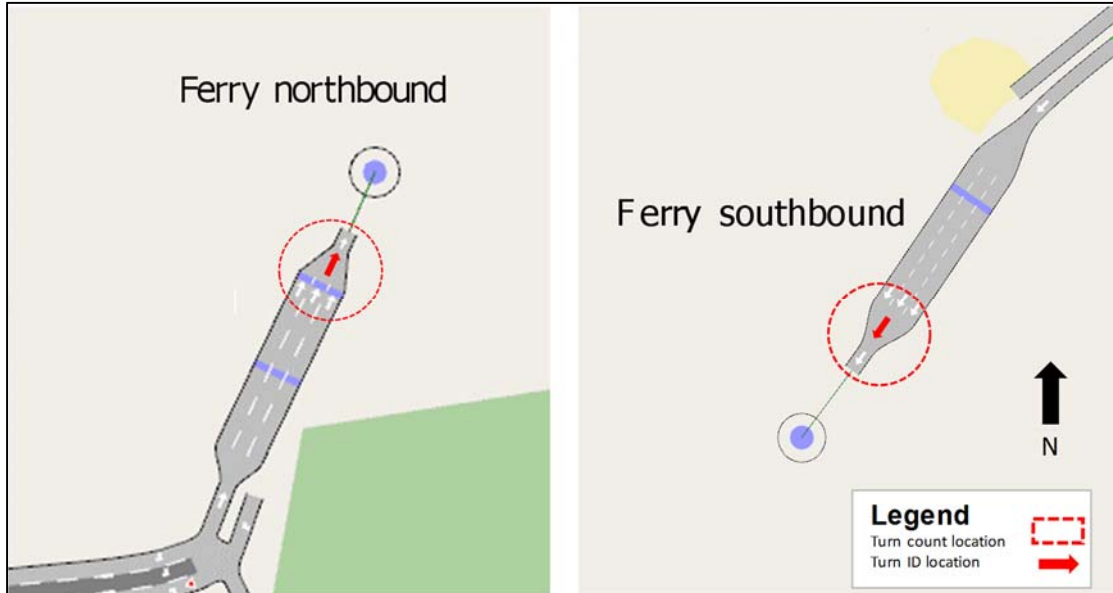 Ferry northbound
Ferry southbound
N
Legend
Turn count location
Turn ID location